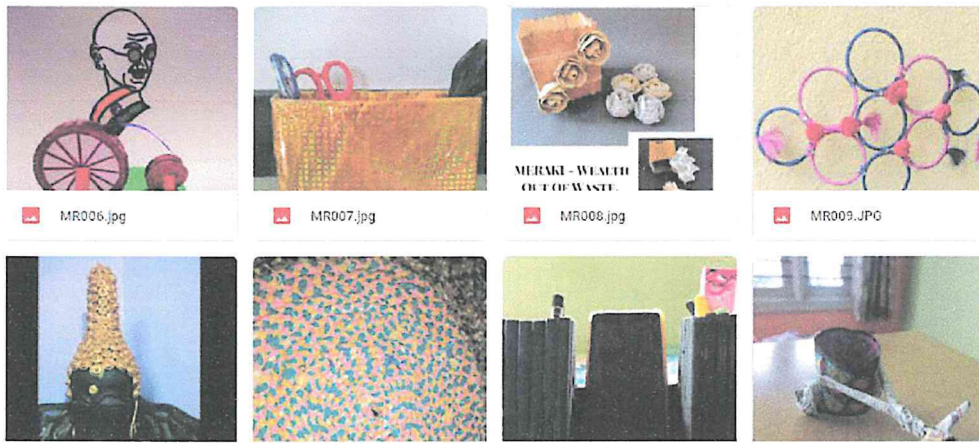 MERAKI - WEALTH
OUT OF WASTE.
MR006.jpg
MR007.jpg
MR008.jpg
MR009.JPG